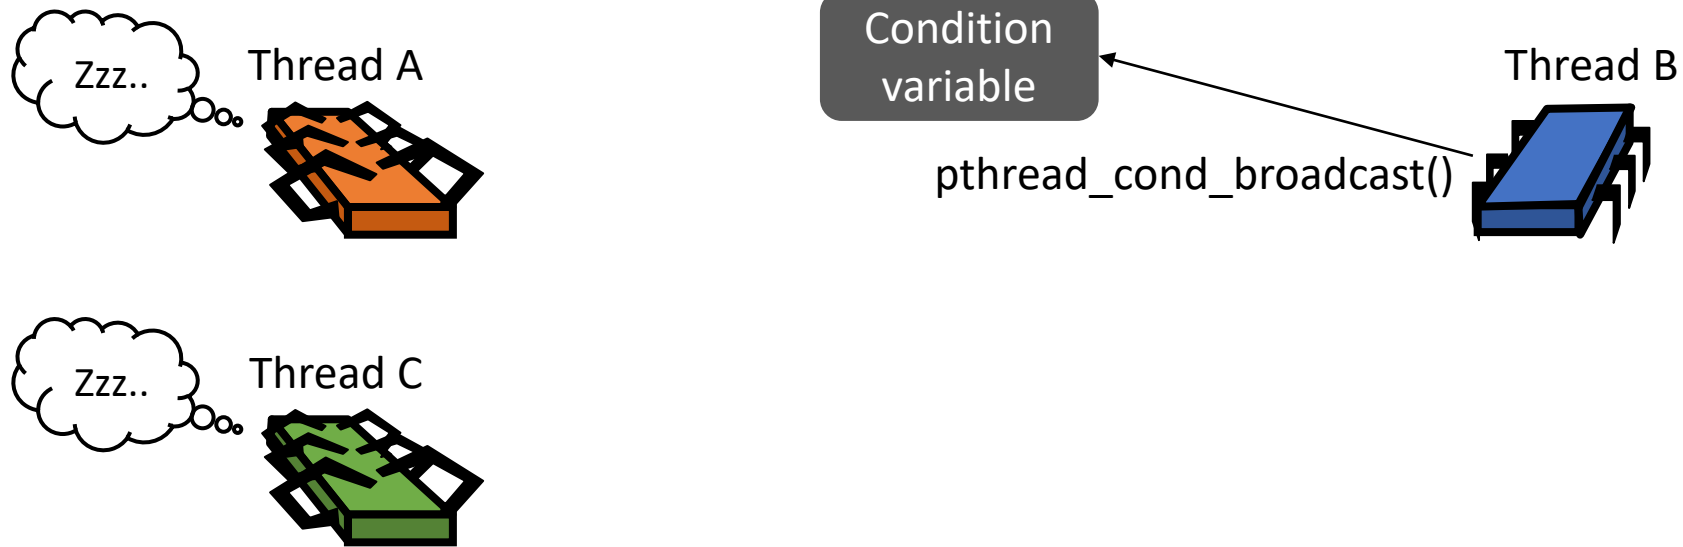 Zzz..
Thread A
Condition
variable
Thread B
pthread_cond_broadcast()
Zzz..
Thread C